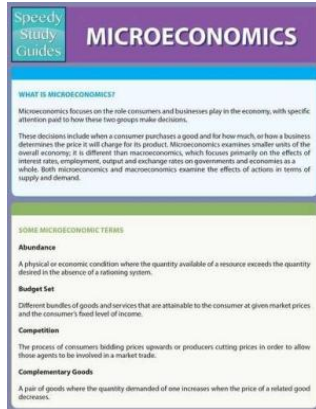 Speedy
Study
Guides
MICROECONOMICS
WHAT IS MICROECONOMICS?
Microeconomics focuses on the role consumers and businesses play in the economy, with specific
attention paid to how these two groups make decisions.
These decisions include when a consumer purchases a good and for how much, or how a business
determines the price it will charge for its product. Microeconomics examines smaller units of the
overall economy; it is different than macroeconomics, which focuses primarily on the effects of
interest rates, employment, output and exchange rates on governments and economies as a
whole. Both microeconomics and macroeconomics examine the effects of actions in terms of
supply and demand.
SOME MICROECONOMIC TERMS
Abundance
A physical or economic condition where the quantity available of a resource exceeds the quantity
desired in the absence of a rationing system.
Budget Set
Different bundles of goods and services that are attainable to the consumer at given market prices
and the consumer's fixed level of income.
Competition
The process of consumers bidding prices upwards or producers cutting prices in order to allow
those agents to be involved in a market trade.
Complementary Goods
A pair of goods where the quantity demanded of one increases when the price of a related good
decreases.